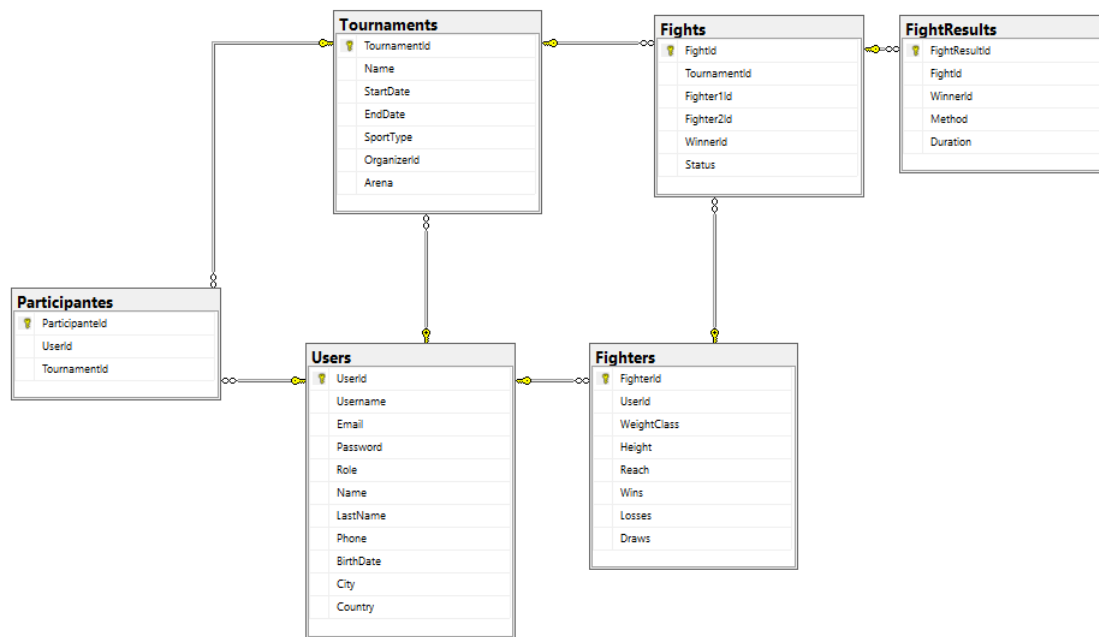 Tournaments
TournamentId
Name
StartDate
EndDate
SportType
OrganizerId
Arena
Fights
FightId
TournamentId
Fighter1Id
Fighter2Id
WinnerId
Status
FightResults
FightResultId
FightId
WinnerId
Method
Duration
Participantes
ParticipanteId
UserId
TournamentId
Users
UserId
Username
Email
Password
Role
Name
LastName
Phone
BirthDate
City
Country
Fighters
FighterId
UserId
WeightClass
Height
Reach
Wins
Losses
Draws